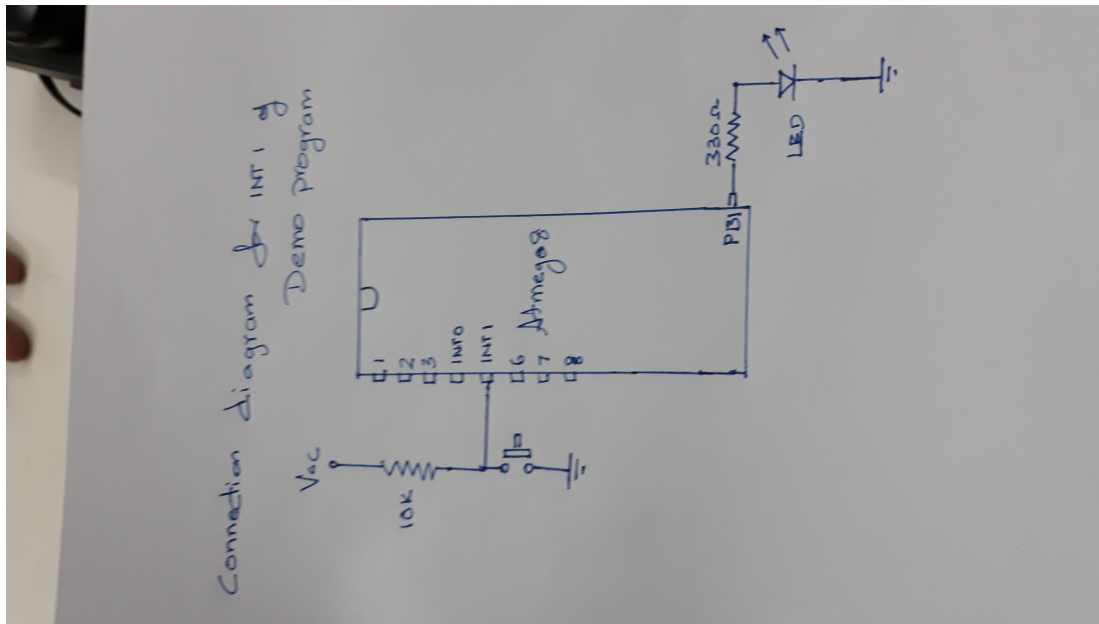 Connection diagram for INT1 of
Demo program
Vcc
10K
1
2
3
INT0
INT1
6
7
8
Atmega8
PB1
330Ω
LED